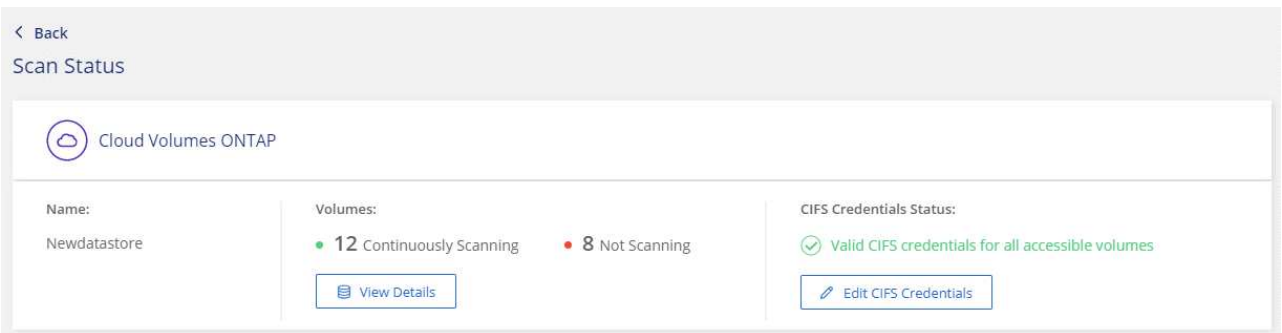 Back
Scan Status
Cloud Volumes ONTAP
Name:
Newdatastore
Volumes:
12 Continuously Scanning
8 Not Scanning
View Details
CIFS Credentials Status:
Valid CIFS credentials for all accessible volumes
Edit CIFS Credentials